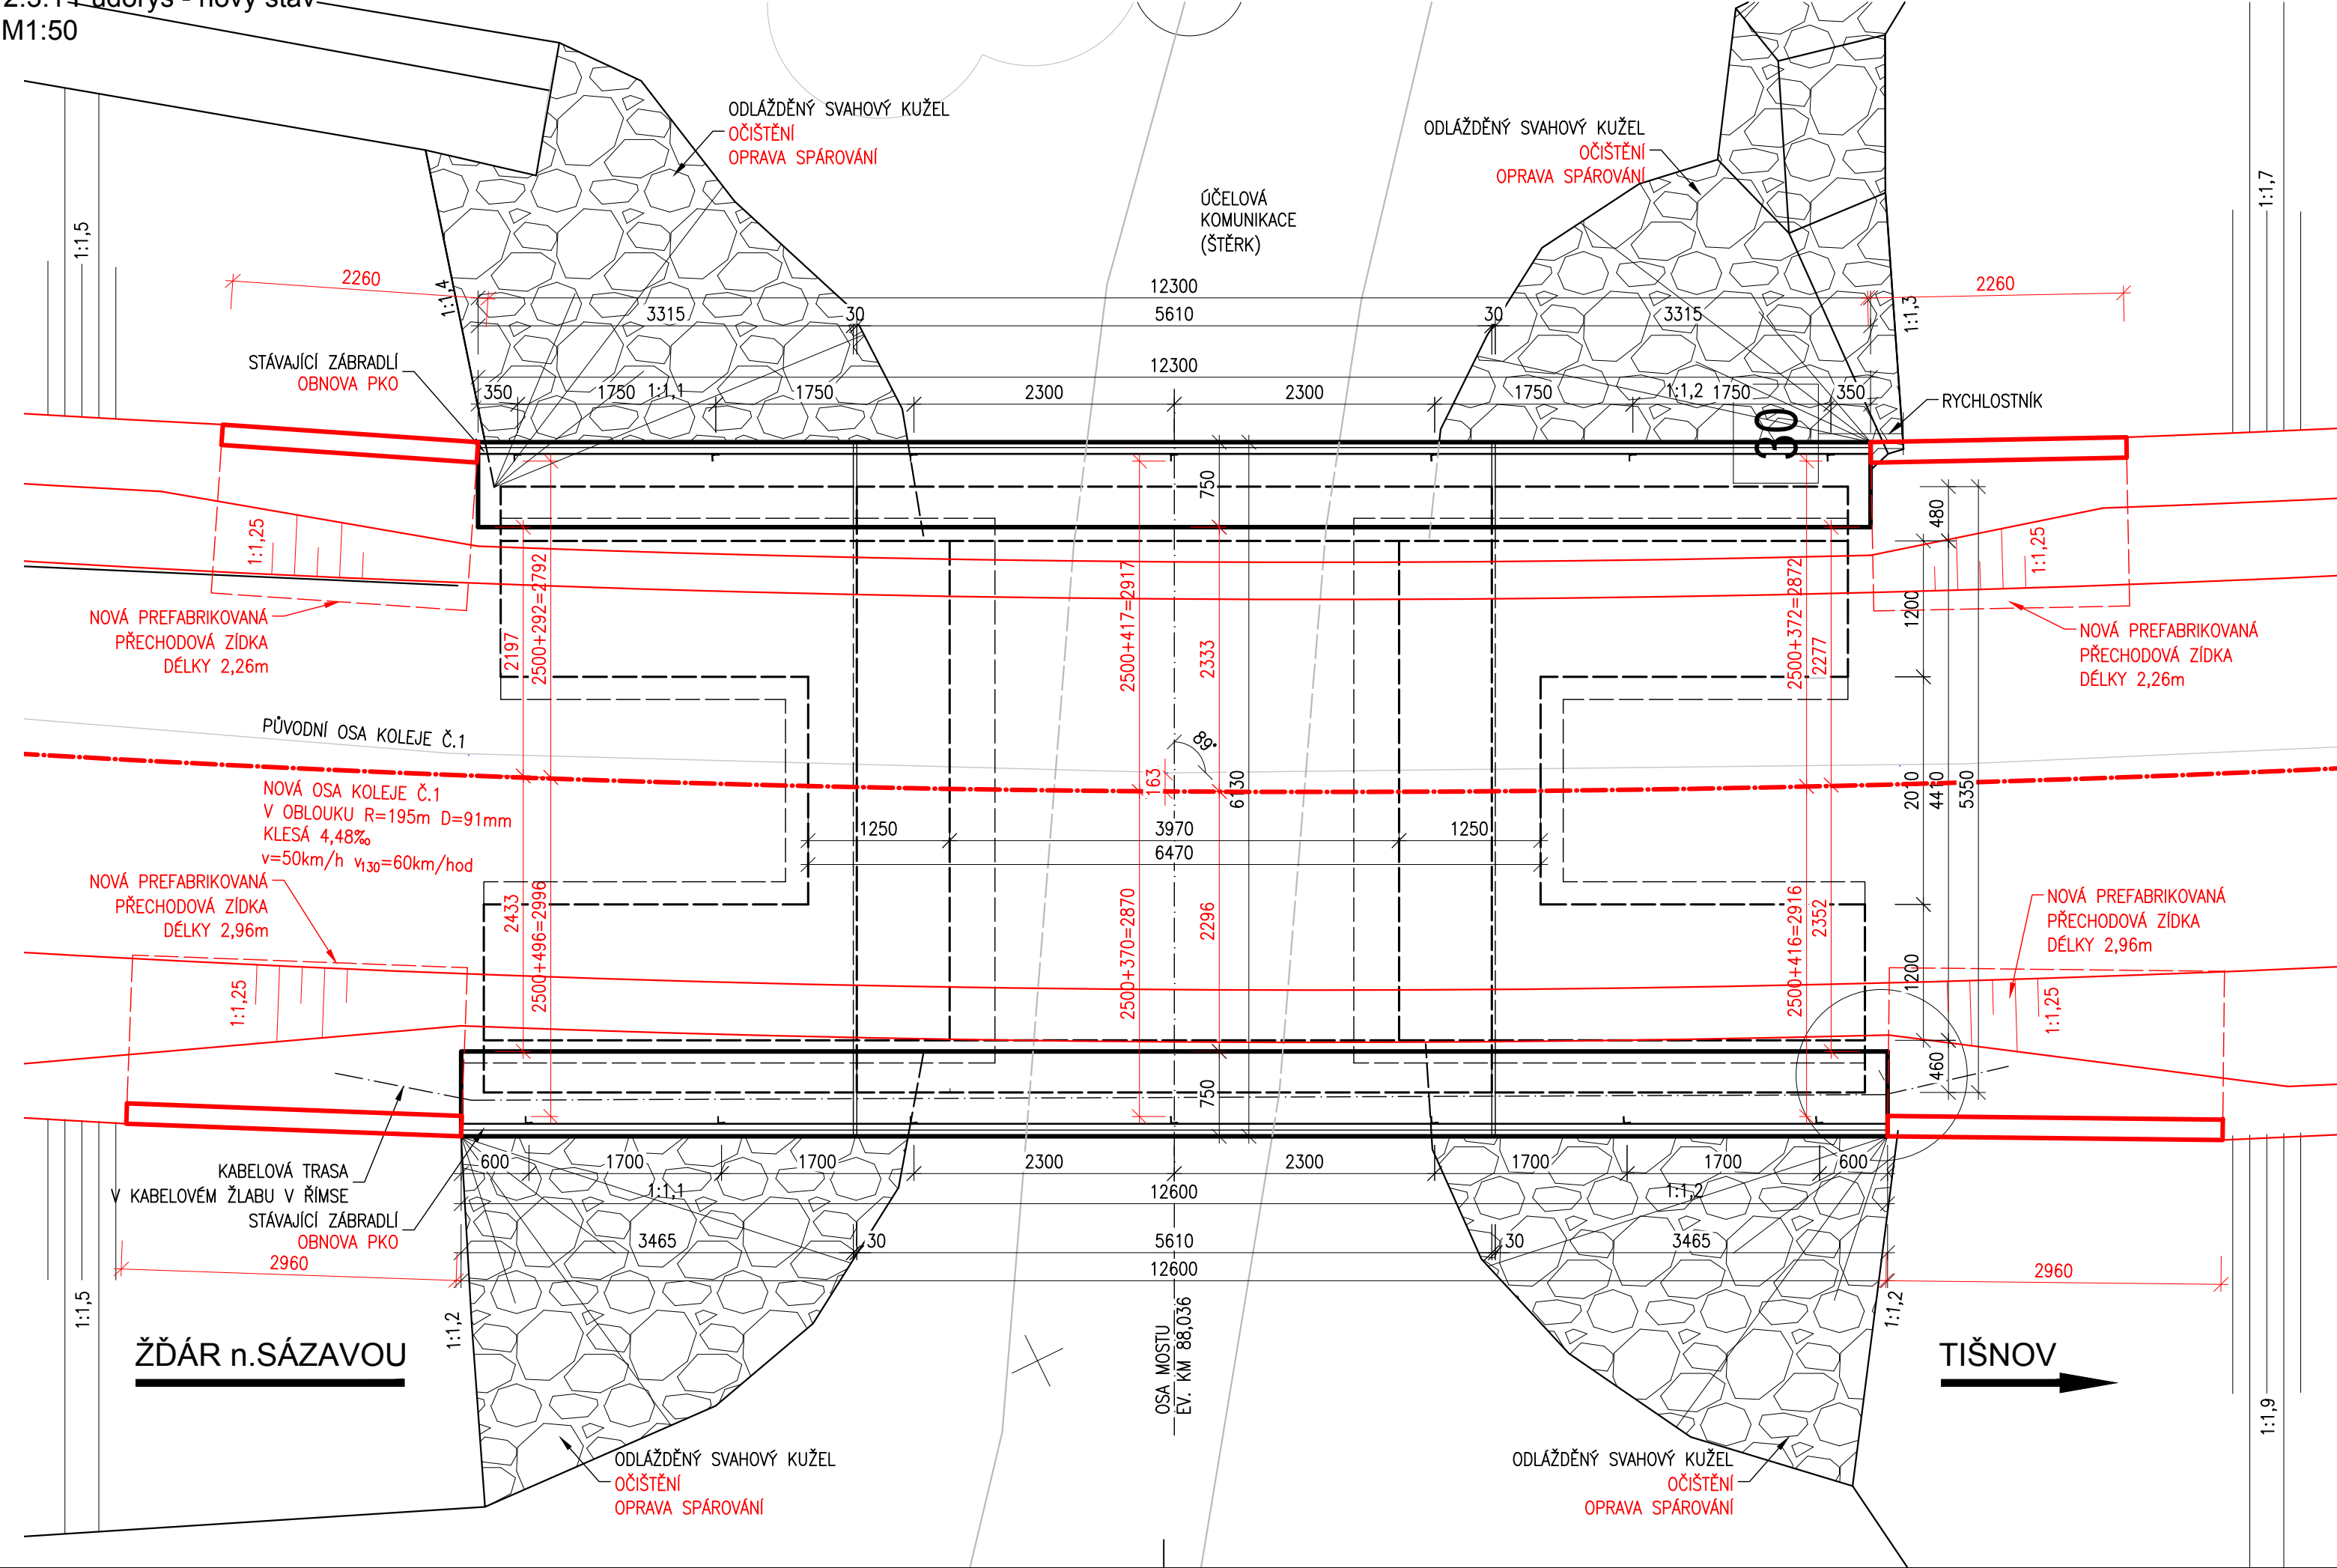 M1:50
ODLÁŽDĚNÝ SVAHOVÝ KUŽEL
OČIŠTĚNÍ
OPRAVA SPÁROVÁNÍ
ODLÁŽDĚNÝ SVAHOVÝ KUŽEL
OČIŠTĚNÍ
OPRAVA SPÁROVÁNÍ
ÚČELOVÁ
KOMUNIKACE
(ŠTĚRK)
1:1,5
1:1,7
2260
1:1,4
12300
2260
1:1,3
3315 30 5610 30 3315
STÁVAJÍCÍ ZÁBRADLÍ
OBNOVA PKO
12300
350 1750 1:1,1 1750 2300 2300 1750 1:1,2 1750 350
RYCHLOSTNÍK
30
750
480
1:1,25
1:1,25
2197
2500+292=2792
2500+417=2917
2333
2500+372=2872
2277
1200
NOVÁ PREFABRIKOVANÁ
PŘECHODOVÁ ZÍDKA
DÉLKY 2,26m
NOVÁ PREFABRIKOVANÁ
PŘECHODOVÁ ZÍDKA
DÉLKY 2,26m
PŮVODNÍ OSA KOLEJE Č.1
89°
163
6130
2010
4410
5350
NOVÁ OSA KOLEJE Č.1
V OBLOUKU R=195m D=91mm
KLESÁ 4,48‰
v=50km/h v130=60km/hod
1250 3970 1250
6470
NOVÁ PREFABRIKOVANÁ
PŘECHODOVÁ ZÍDKA
DÉLKY 2,96m
NOVÁ PREFABRIKOVANÁ
PŘECHODOVÁ ZÍDKA
DÉLKY 2,96m
2433
2500+496=2996
2500+370=2870
2296
2500+416=2916
2352
1200
1:1,25
1:1,25
460
750
KABELOVÁ TRASA
V KABELOVÉM ŽLABU V ŘÍMSE
STÁVAJÍCÍ ZÁBRADLÍ
OBNOVA PKO
600 1700 1700 2300 2300 1700 1700 600
1:1,1 12600 1:1,2
3465 30 5610 30 3465
2960 12600 2960
1:1,5
1:1,2
1:1,2
1:1,9
OSA MOSTU
EV. KM 88,036
ŽĎÁR n.SÁZAVOU
TIŠNOV
ODLÁŽDĚNÝ SVAHOVÝ KUŽEL
OČIŠTĚNÍ
OPRAVA SPÁROVÁNÍ
ODLÁŽDĚNÝ SVAHOVÝ KUŽEL
OČIŠTĚNÍ
OPRAVA SPÁROVÁNÍ